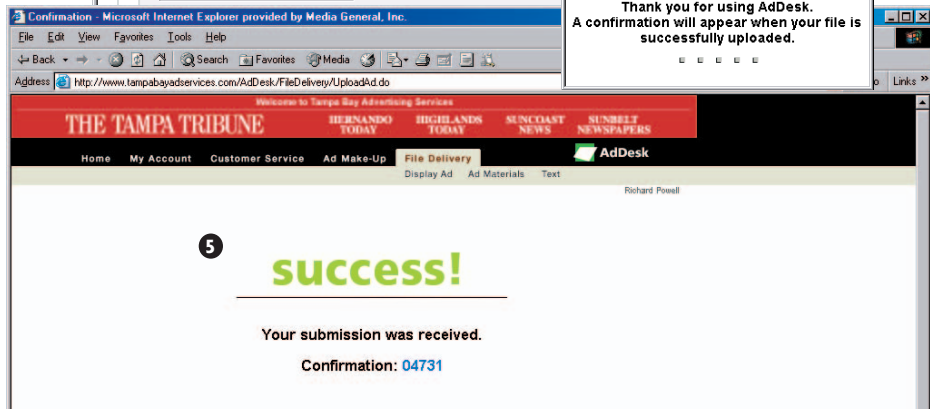 Thank you for using AdDesk.
A confirmation will appear when your file is
successfully uploaded.
Confirmation - Microsoft Internet Explorer provided by Media General, Inc.
File Edit View Favorites Tools Help
Back Search Favorites Media
Address http://www.tampabayadservices.com/AdDesk/FileDelivery/UploadAd.do Links »
Welcome to Tampa Bay Advertising Services
THE TAMPA TRIBUNE HERNANDO TODAY HIGHLANDS TODAY SUNCOAST NEWS SUNBELT NEWSPAPERS
Home My Account Customer Service Ad Make-Up File Delivery AdDesk
Display Ad Ad Materials Text
Richard Powell
5
success!
Your submission was received.
Confirmation: 04731